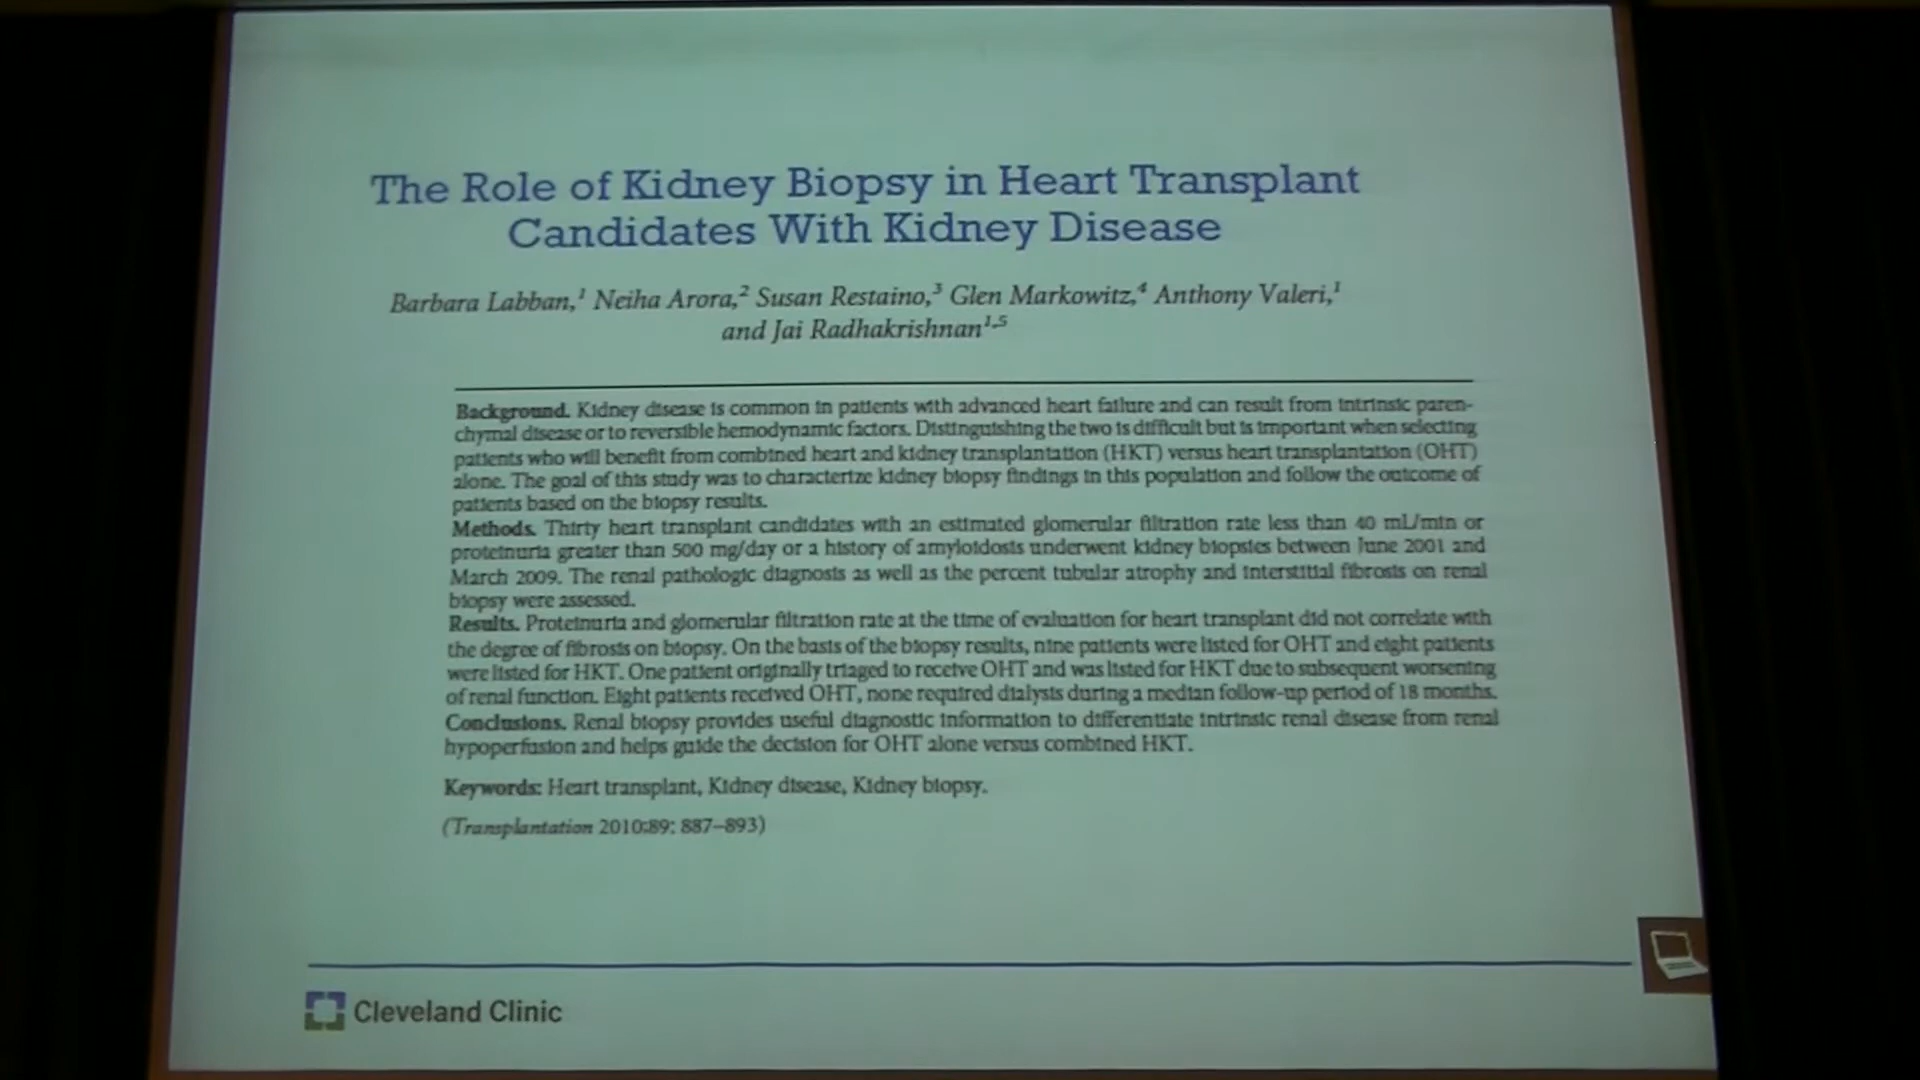 The Role of Kidney Biopsy in Heart Transplant
Candidates With Kidney Disease
Barbara Labban,¹ Neiha Arora,² Susan Restaino,³ Glen Markowitz,⁴ Anthony Valeri,¹
and Jai Radhakrishnan¹,⁵
Background. Kidney disease is common in patients with advanced heart failure and can result from intrinsic paren-
chymal disease or to reversible hemodynamic factors. Distinguishing the two is difficult but is important when selecting
patients who will benefit from combined heart and kidney transplantation (HKT) versus heart transplantation (OHT)
alone. The goal of this study was to characterize kidney biopsy findings in this population and follow the outcome of
patients based on the biopsy results.
Methods. Thirty heart transplant candidates with an estimated glomerular filtration rate less than 40 mL/min or
proteinuria greater than 500 mg/day or a history of amyloidosis underwent kidney biopsies between June 2001 and
March 2009. The renal pathologic diagnosis as well as the percent tubular atrophy and interstitial fibrosis on renal
biopsy were assessed.
Results. Proteinuria and glomerular filtration rate at the time of evaluation for heart transplant did not correlate with
the degree of fibrosis on biopsy. On the basis of the biopsy results, nine patients were listed for OHT and eight patients
were listed for HKT. One patient originally triaged to receive OHT and was listed for HKT due to subsequent worsening
of renal function. Eight patients received OHT, none required dialysis during a median follow-up period of 18 months.
Conclusions. Renal biopsy provides useful diagnostic information to differentiate intrinsic renal disease from renal
hypoperfusion and helps guide the decision for OHT alone versus combined HKT.
Keywords: Heart transplant, Kidney disease, Kidney biopsy.
(Transplantation 2010;89: 887–893)
Cleveland Clinic